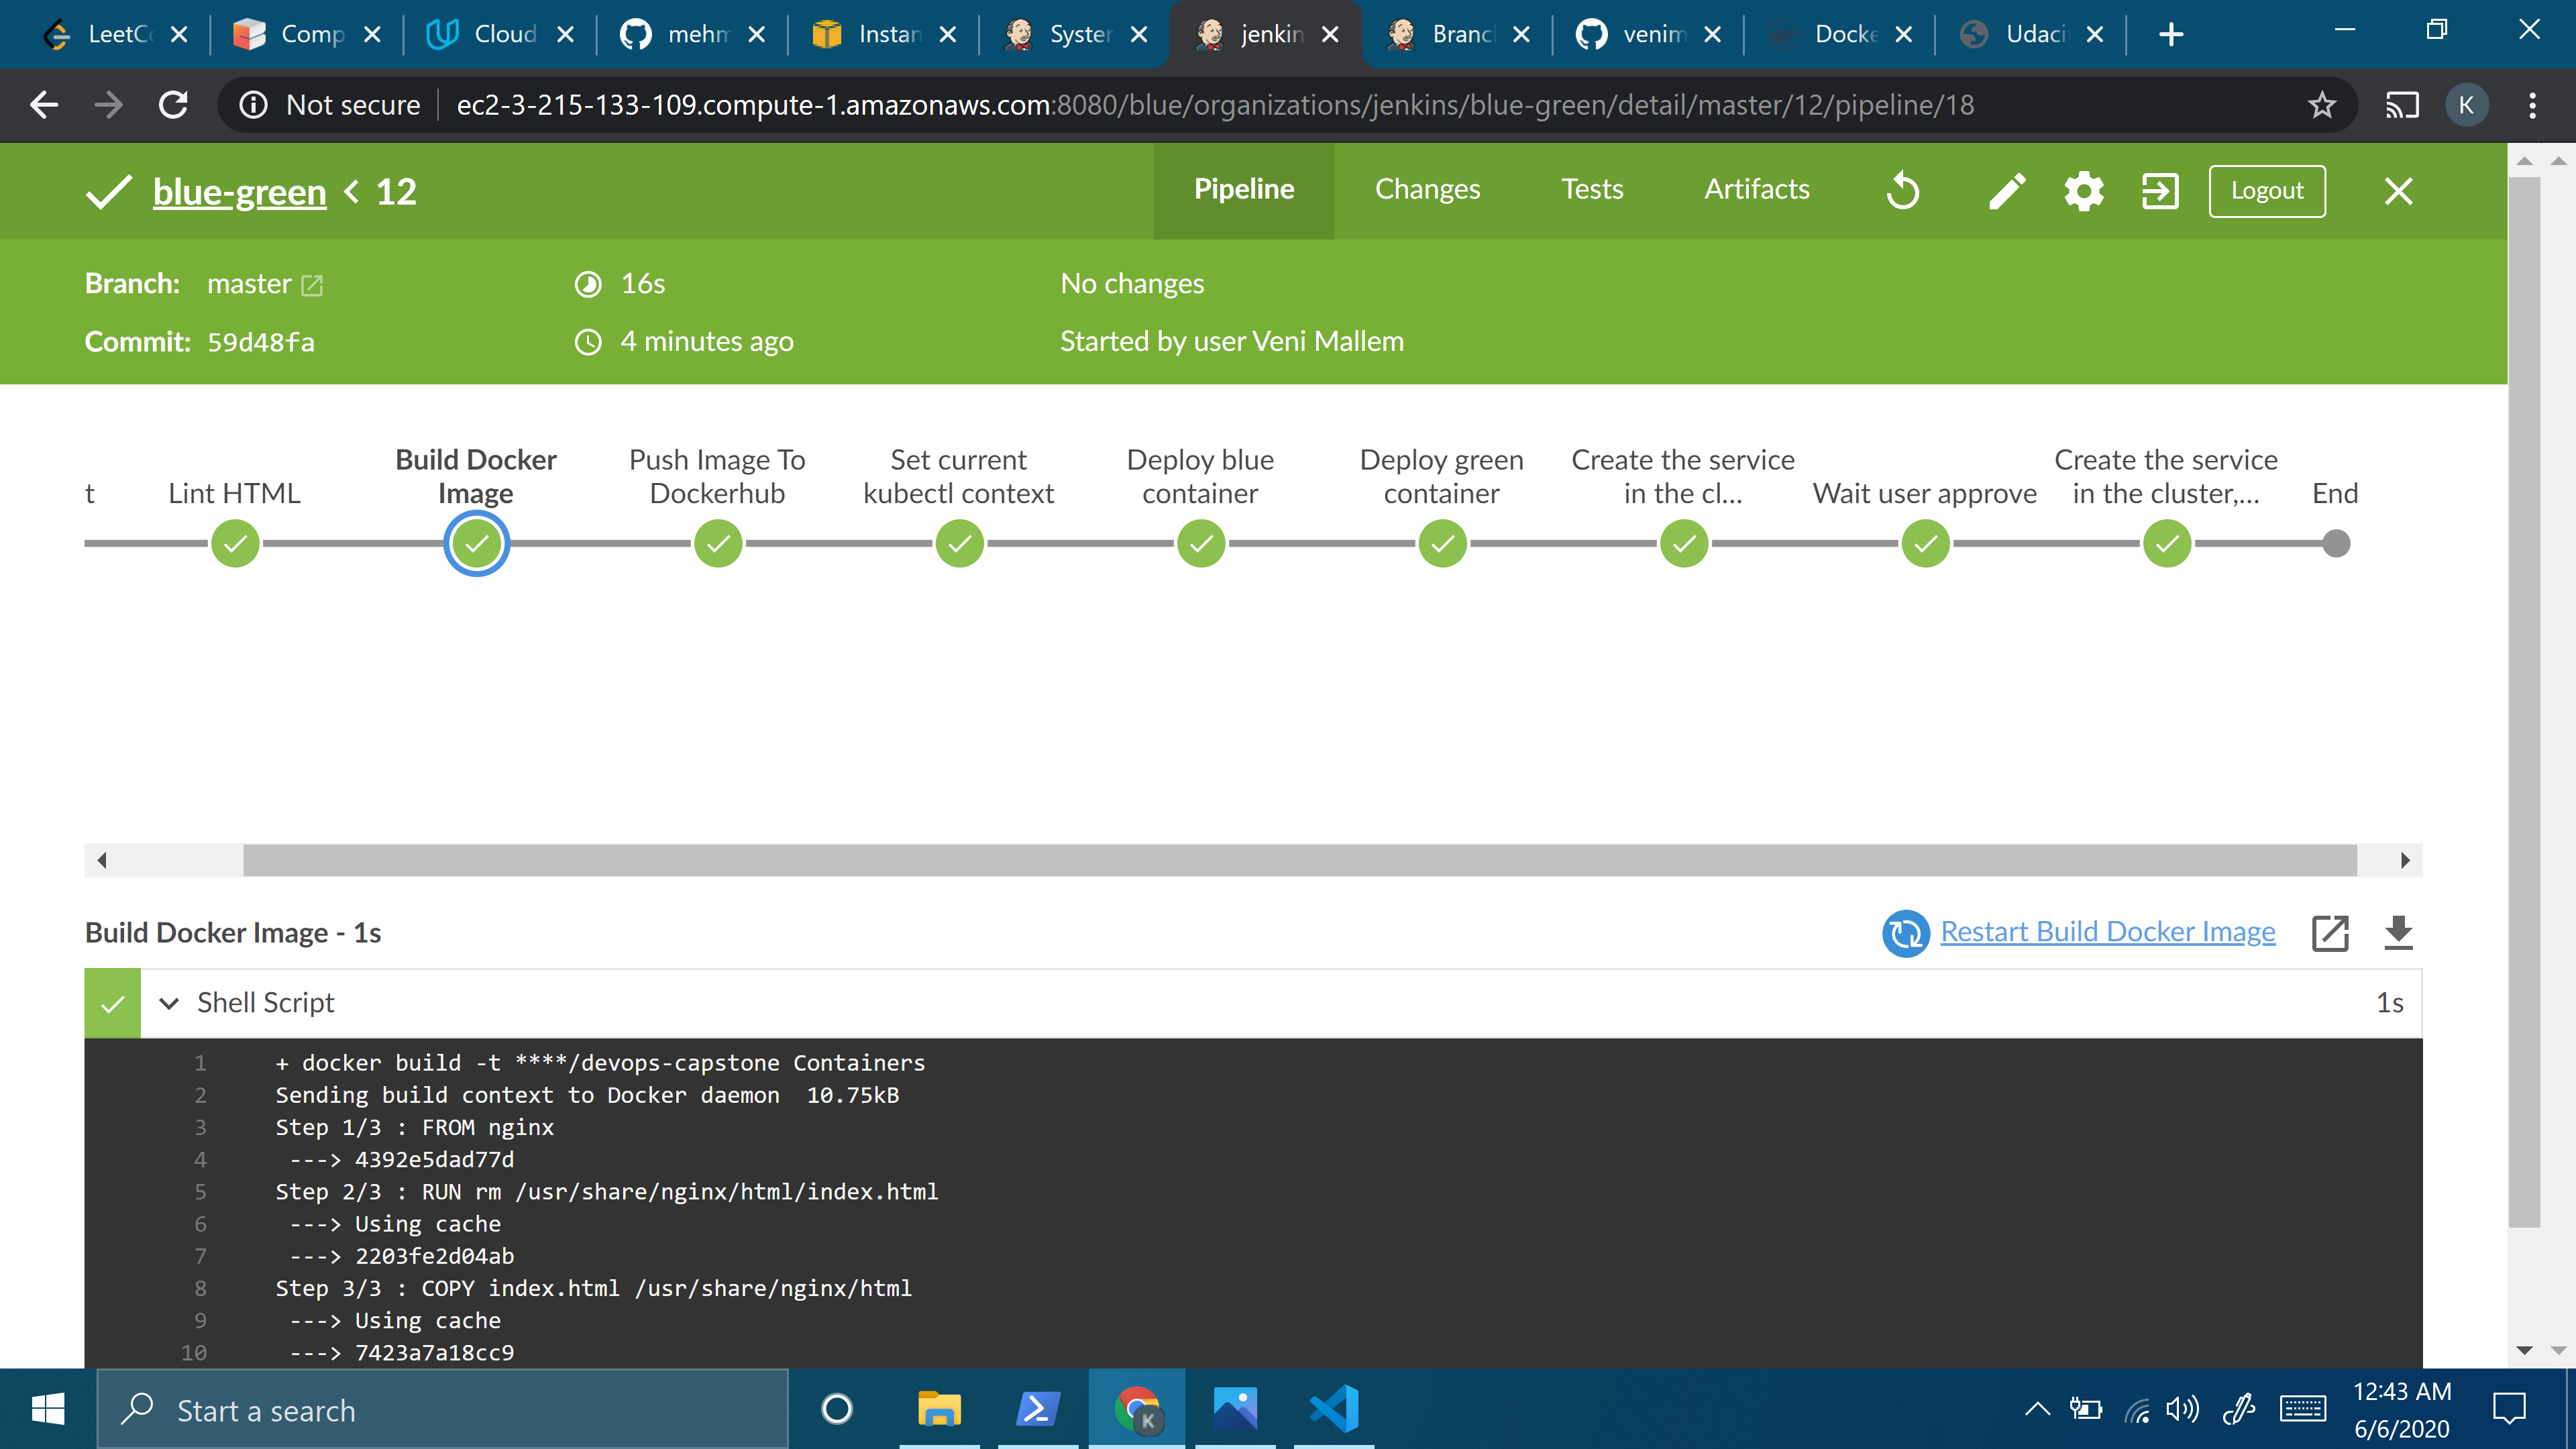 LeetC
Comp
Cloud
mehm
Instan
System
jenkin
Branc
venim
Docke
Udaci
Not secure
ec2-3-215-133-109.compute-1.amazonaws.com:8080/blue/organizations/jenkins/blue-green/detail/master/12/pipeline/18
K
blue-green < 12
Pipeline
Changes
Tests
Artifacts
Logout
Branch: master
16s
No changes
Commit: 59d48fa
4 minutes ago
Started by user Veni Mallem
t
Lint HTML
Build Docker
Image
Push Image To
Dockerhub
Set current
kubectl context
Deploy blue
container
Deploy green
container
Create the service
in the cl...
Wait user approve
Create the service
in the cluster,...
End
Build Docker Image - 1s
Restart Build Docker Image
Shell Script
1s
1 + docker build -t ****/devops-capstone Containers
2 Sending build context to Docker daemon  10.75kB
3 Step 1/3 : FROM nginx
4  ---> 4392e5dad77d
5 Step 2/3 : RUN rm /usr/share/nginx/html/index.html
6  ---> Using cache
7  ---> 2203fe2d04ab
8 Step 3/3 : COPY index.html /usr/share/nginx/html
9  ---> Using cache
10  ---> 7423a7a18cc9
Start a search
K
12:43 AM
6/6/2020